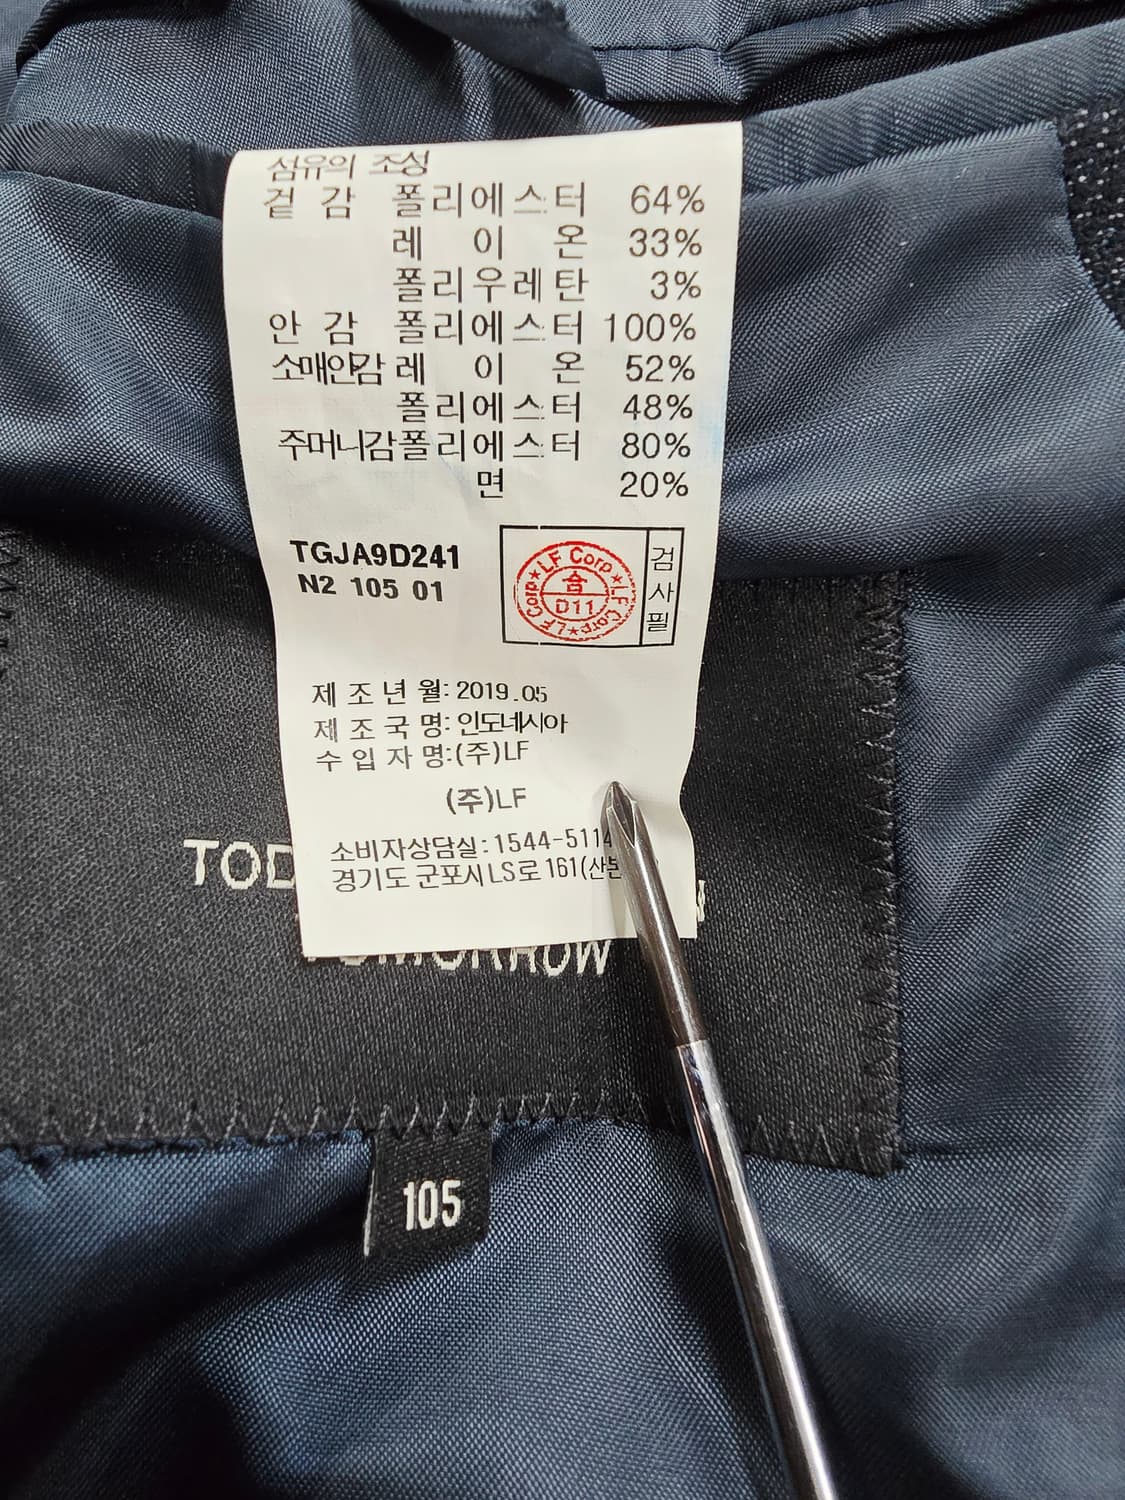 섬유의 조성
겉 감 폴리에스터 64%
레 이 온 33%
폴리우레탄 3%
안 감 폴리에스터 100%
소매안감 레 이 온 52%
폴리에스터 48%
주머니감 폴리에스터 80%
면 20%
TGJA9D241
N2 105 01
LF Corp★LF Corp★LF Corp★
合
D11
검사필
제 조 년 월: 2019.05
제 조 국 명: 인도네시아
수 입 자 명:(주)LF
(주)LF
소비자상담실:1544-5114
경기도 군포시 LS로 161
105